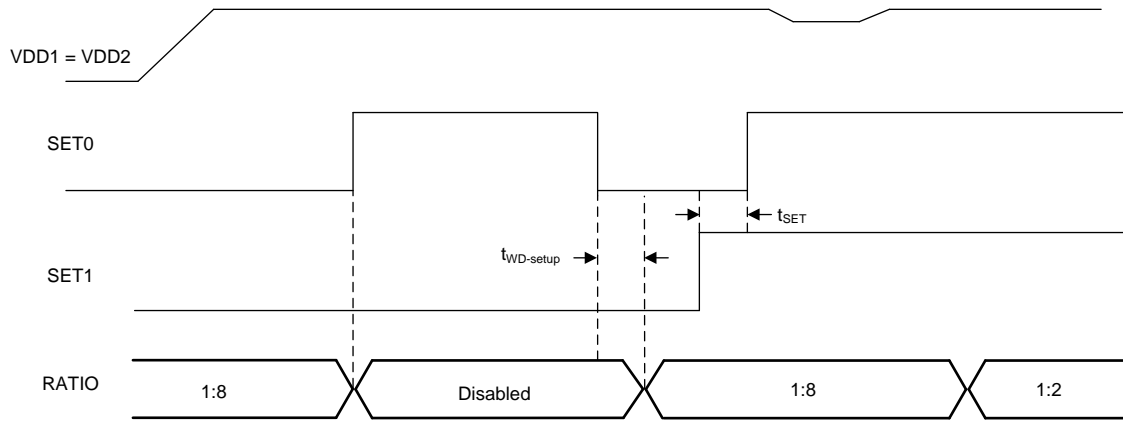 VDD1 = VDD2
SET0
tSET
tWD-setup
SET1
RATIO
1:8
Disabled
1:8
1:2